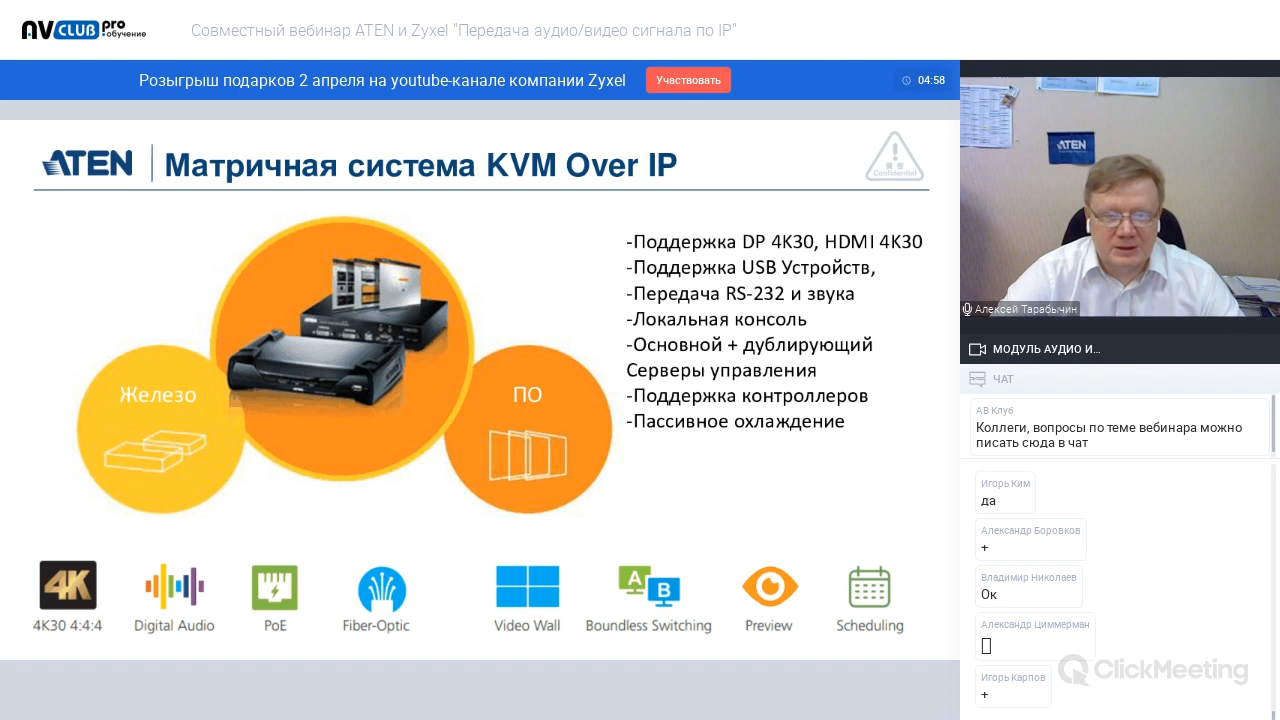 AVCLUB pro
обучение
Совместный вебинар ATEN и Zyxel "Передача аудио/видео сигнала по IP"
Розыгрыш подарков 2 апреля на youtube-канале компании Zyxel
Участвовать
04:58
ATEN
Матричная система KVM Over IP
Confidential
-Поддержка DP 4K30, HDMI 4K30
-Поддержка USB Устройств,
-Передача RS-232 и звука
-Локальная консоль
-Основной + дублирующий
Серверы управления
-Поддержка контроллеров
-Пассивное охлаждение
Железо
ПО
4K
A
B
4K30 4:4:4
Digital Audio
PoE
Fiber-Optic
Video Wall
Boundless Switching
Preview
Scheduling
ATEN
Алексей Тарабычин
МОДУЛЬ АУДИО И...
ЧАТ
АВ Клуб
Коллеги, вопросы по теме вебинара можно
писать сюда в чат
Игорь Ким
да
Александр Боровков
+
Владимир Николаев
Ок
Александр Циммерман
Игорь Карпов
+
ClickMeeting